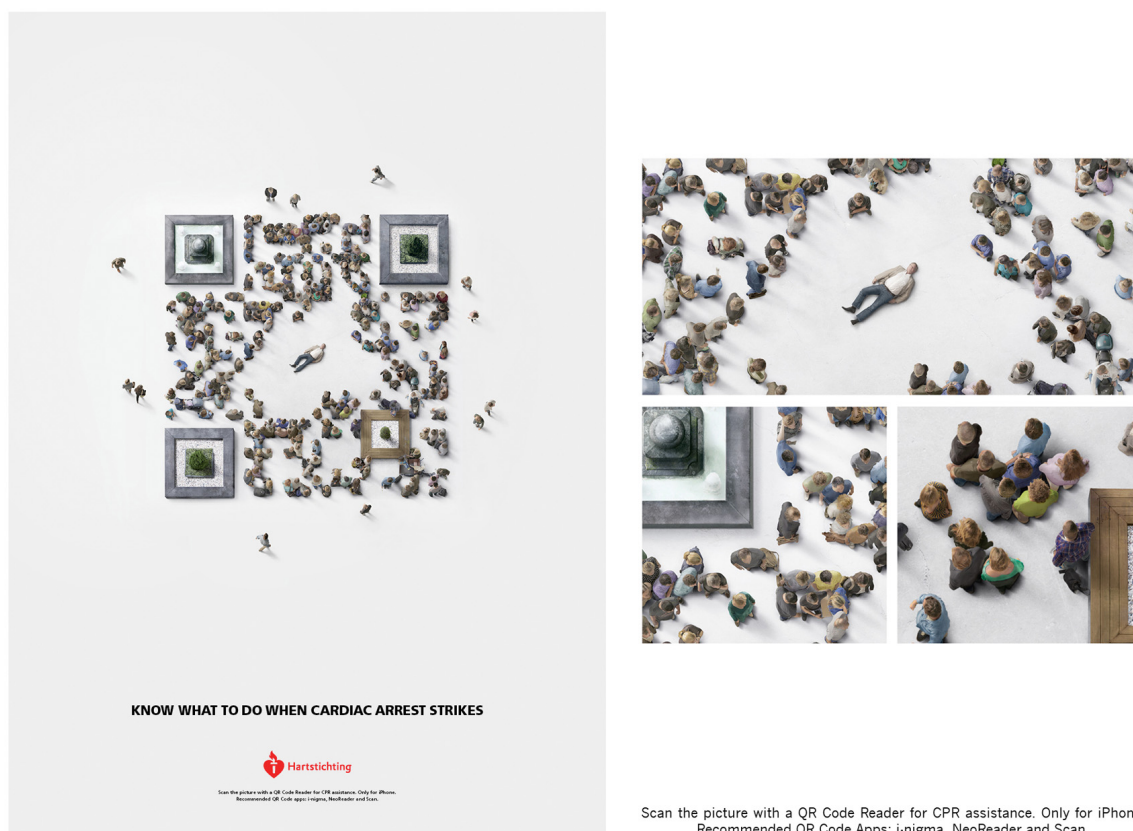 KNOW WHAT TO DO WHEN CARDIAC ARREST STRIKES
Hartstichting
Scan the picture with a QR Code Reader for CPR assistance. Only for iPhone.
Recommended QR Code apps: i-nigma, NeoReader and Scan.
Scan the picture with a QR Code Reader for CPR assistance. Only for iPhon
Recommended QR Code Apps: i-nigma, NeoReader and Scan